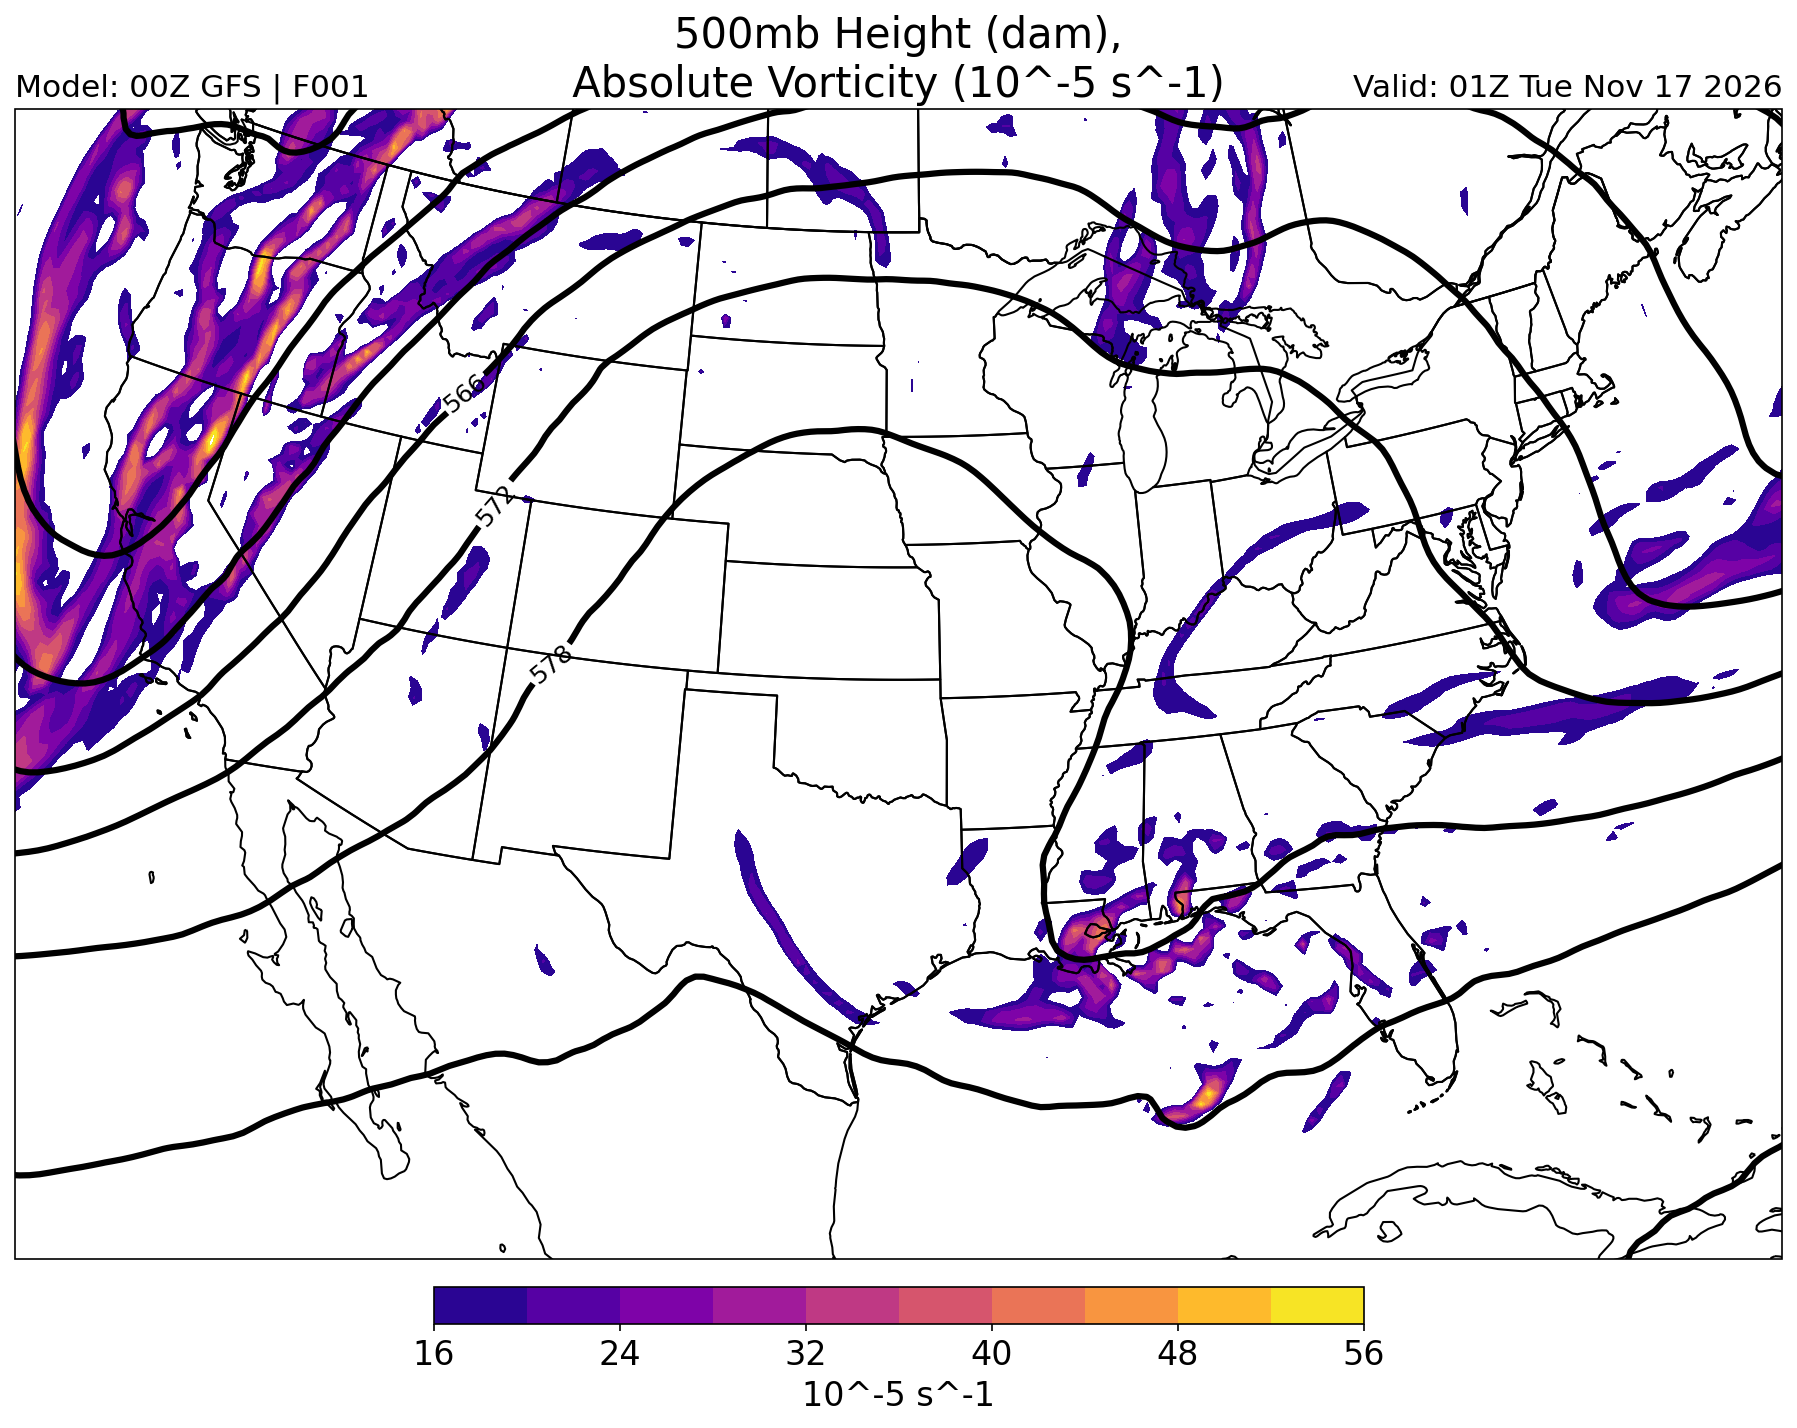 500mb Height (dam),
Absolute Vorticity (10^-5 s^-1)
Model: 00Z GFS | F001
Valid: 01Z Tue Nov 17 2026
566
572
578
16 24 32 40 48 56
10^-5 s^-1